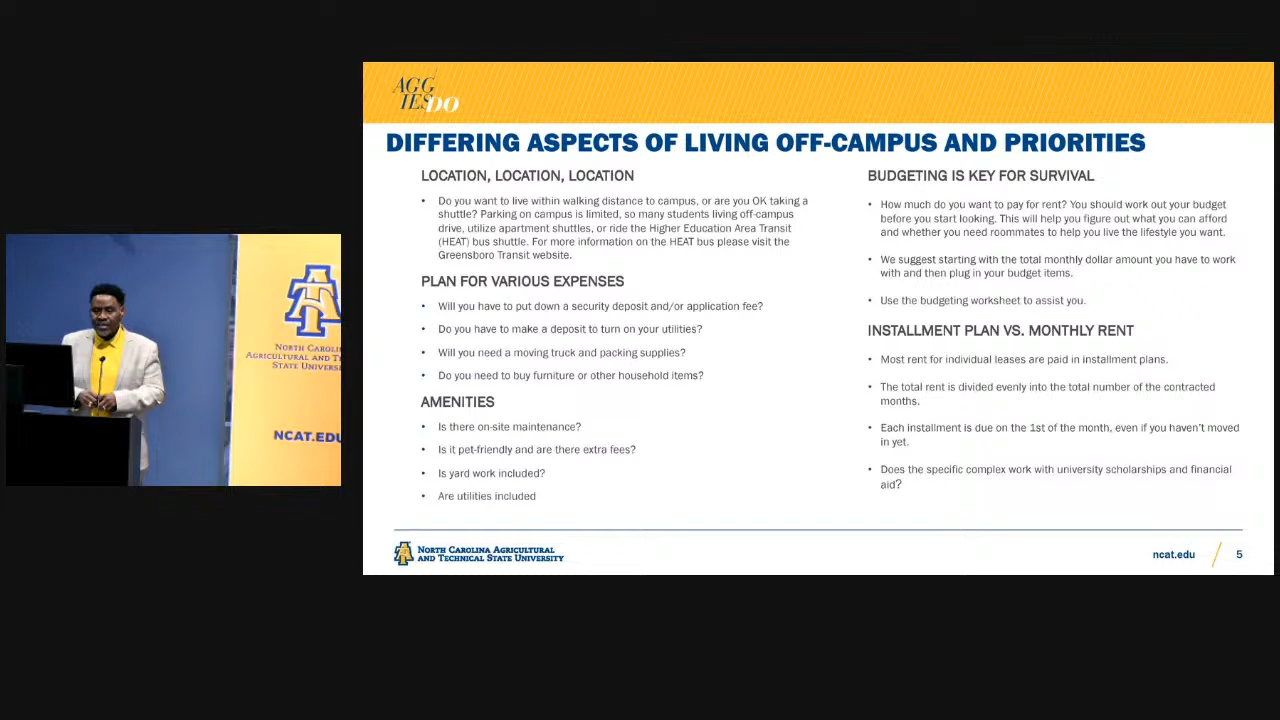 AGG
IES DO
DIFFERING ASPECTS OF LIVING OFF-CAMPUS AND PRIORITIES
LOCATION, LOCATION, LOCATION
• Do you want to live within walking distance to campus, or are you OK taking a
shuttle? Parking on campus is limited, so many students living off-campus
drive, utilize apartment shuttles, or ride the Higher Education Area Transit
(HEAT) bus shuttle. For more information on the HEAT bus please visit the
Greensboro Transit website.
PLAN FOR VARIOUS EXPENSES
• Will you have to put down a security deposit and/or application fee?
• Do you have to make a deposit to turn on your utilities?
• Will you need a moving truck and packing supplies?
• Do you need to buy furniture or other household items?
AMENITIES
• Is there on-site maintenance?
• Is it pet-friendly and are there extra fees?
• Is yard work included?
• Are utilities included
BUDGETING IS KEY FOR SURVIVAL
• How much do you want to pay for rent? You should work out your budget
before you start looking. This will help you figure out what you can afford
and whether you need roommates to help you live the lifestyle you want.
• We suggest starting with the total monthly dollar amount you have to work
with and then plug in your budget items.
• Use the budgeting worksheet to assist you.
INSTALLMENT PLAN VS. MONTHLY RENT
• Most rent for individual leases are paid in installment plans.
• The total rent is divided evenly into the total number of the contracted
months.
• Each installment is due on the 1st of the month, even if you haven't moved
in yet.
• Does the specific complex work with university scholarships and financial
aid?
NORTH CAROLINA AGRICULTURAL
AND TECHNICAL STATE UNIVERSITY
ncat.edu / 5
AT
NORTH CAROLI
AGRICULTURAL AND T
STATE UNIVERSI
NCAT.EDU